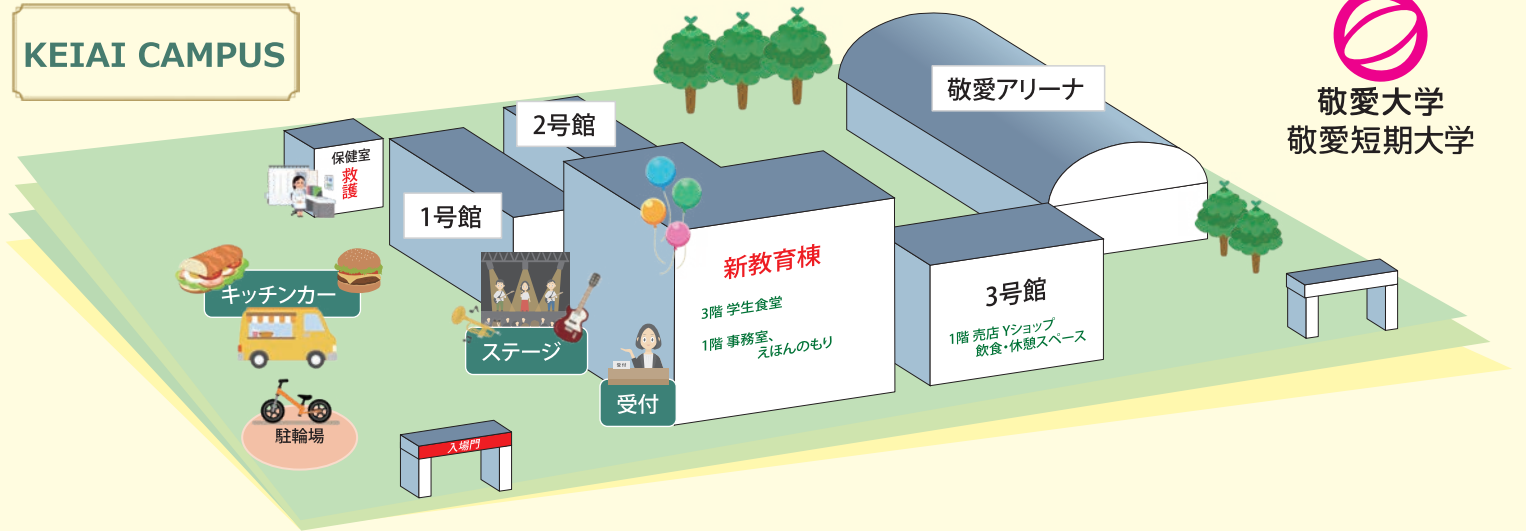 KEIAI CAMPUS
敬愛大学
敬愛短期大学
敬愛アリーナ
2号館
保健室
救護
1号館
新教育棟
3階 学生食堂
1階 事務室、
えほんのもり
3号館
1階 売店 Yショップ
飲食・休憩スペース
キッチンカー
ステージ
受付
受付
駐輪場
入場門